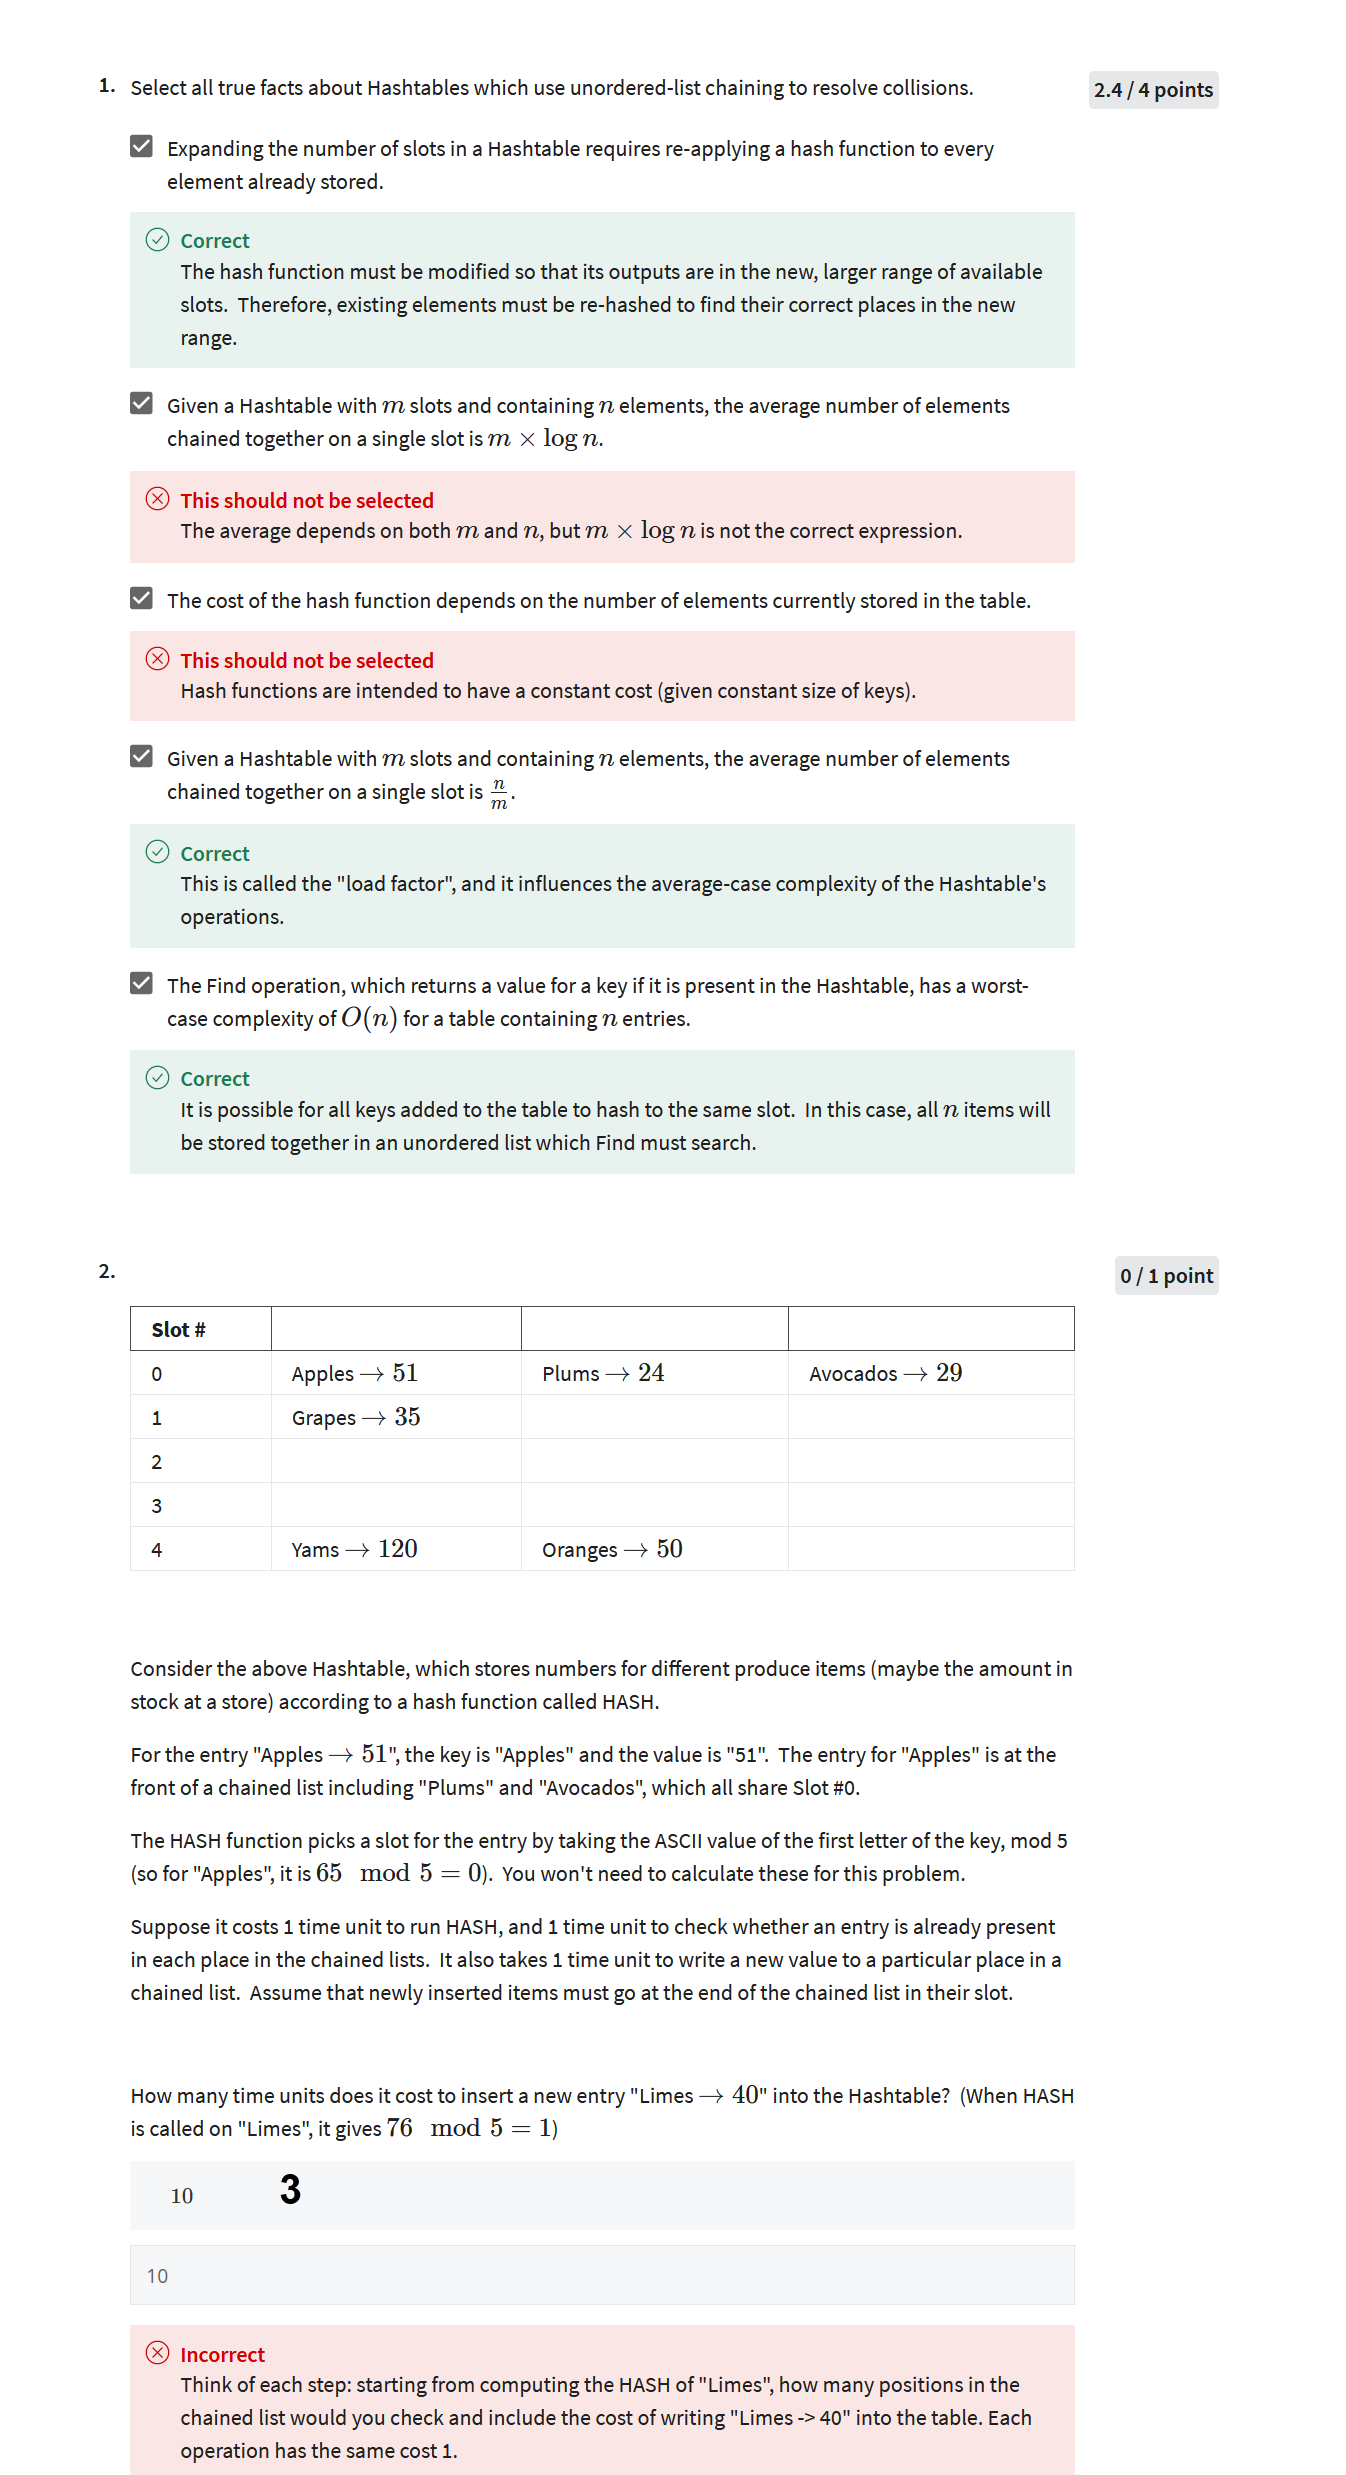 1. Select all true facts about Hashtables which use unordered-list chaining to resolve collisions.
2.4 / 4 points
Expanding the number of slots in a Hashtable requires re-applying a hash function to every
element already stored.
Correct
The hash function must be modified so that its outputs are in the new, larger range of available
slots. Therefore, existing elements must be re-hashed to find their correct places in the new
range.
Given a Hashtable with m slots and containing n elements, the average number of elements
chained together on a single slot is m × log n.
This should not be selected
The average depends on both m and n, but m × log n is not the correct expression.
The cost of the hash function depends on the number of elements currently stored in the table.
This should not be selected
Hash functions are intended to have a constant cost (given constant size of keys).
Given a Hashtable with m slots and containing n elements, the average number of elements
chained together on a single slot is n/m.
Correct
This is called the "load factor", and it influences the average-case complexity of the Hashtable's
operations.
The Find operation, which returns a value for a key if it is present in the Hashtable, has a worst-
case complexity of O(n) for a table containing n entries.
Correct
It is possible for all keys added to the table to hash to the same slot. In this case, all n items will
be stored together in an unordered list which Find must search.
2.
0 / 1 point
Slot #
0 Apples → 51 Plums → 24 Avocados → 29
1 Grapes → 35
2
3
4 Yams → 120 Oranges → 50
Consider the above Hashtable, which stores numbers for different produce items (maybe the amount in
stock at a store) according to a hash function called HASH.
For the entry "Apples → 51", the key is "Apples" and the value is "51". The entry for "Apples" is at the
front of a chained list including "Plums" and "Avocados", which all share Slot #0.
The HASH function picks a slot for the entry by taking the ASCII value of the first letter of the key, mod 5
(so for "Apples", it is 65 mod 5 = 0). You won't need to calculate these for this problem.
Suppose it costs 1 time unit to run HASH, and 1 time unit to check whether an entry is already present
in each place in the chained lists. It also takes 1 time unit to write a new value to a particular place in a
chained list. Assume that newly inserted items must go at the end of the chained list in their slot.
How many time units does it cost to insert a new entry "Limes → 40" into the Hashtable? (When HASH
is called on "Limes", it gives 76 mod 5 = 1)
10 3
10
Incorrect
Think of each step: starting from computing the HASH of "Limes", how many positions in the
chained list would you check and include the cost of writing "Limes -> 40" into the table. Each
operation has the same cost 1.